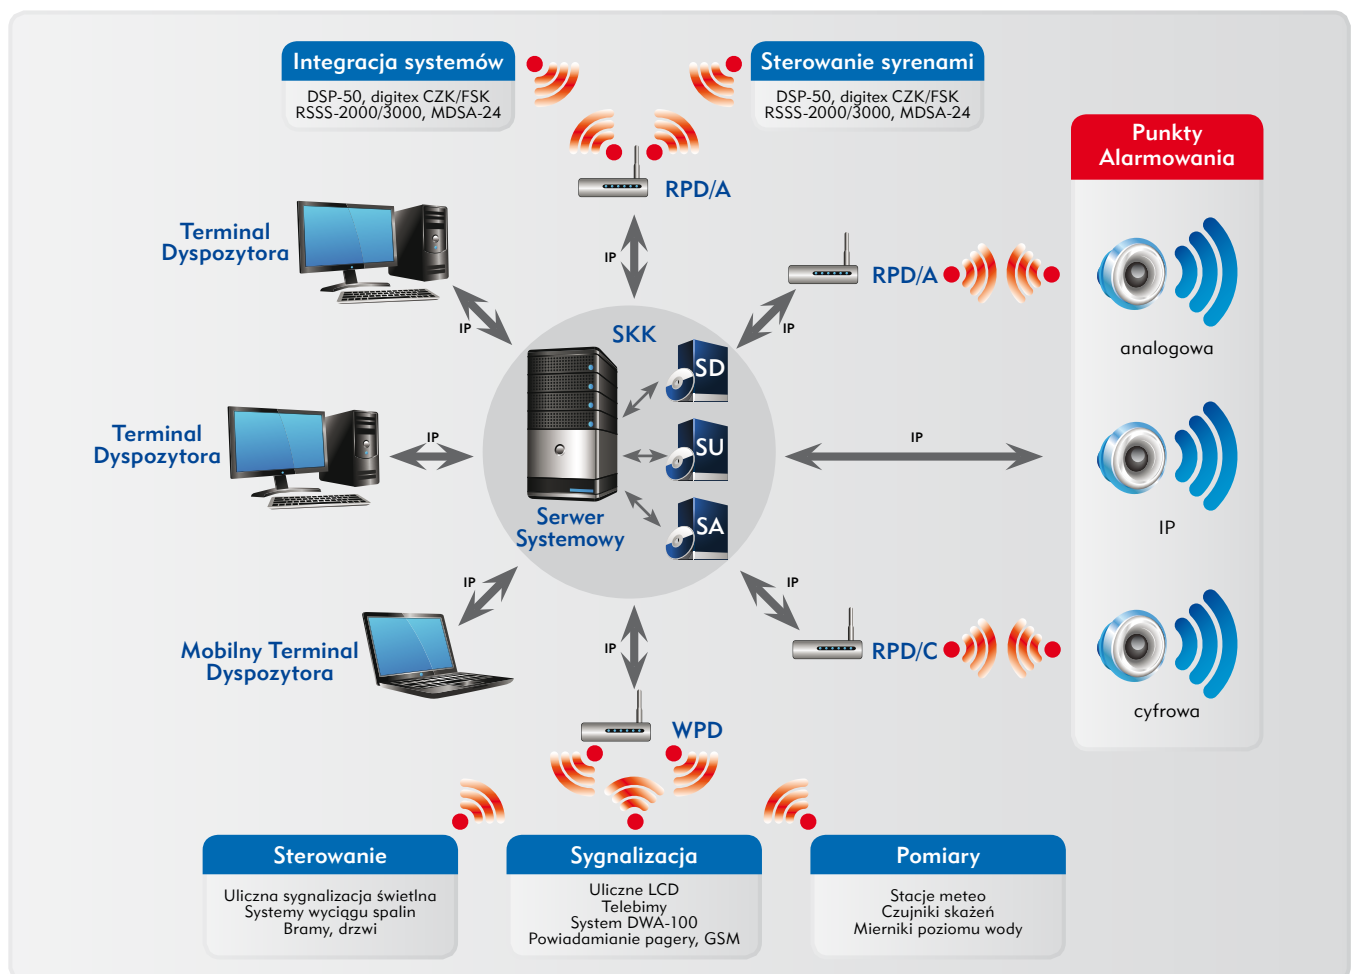 Integracja systemów
DSP-50, digitex CZK/FSK
RSSS-2000/3000, MDSA-24
Sterowanie syrenami
DSP-50, digitex CZK/FSK
RSSS-2000/3000, MDSA-24
Punkty
Alarmowania
RPD/A
Terminal
Dyspozytora
IP
RPD/A
IP
IP
analogowa
SKK
SD
Terminal
Dyspozytora
IP
SU
IP
IP
Serwer
Systemowy
SA
IP
IP
Mobilny Terminal
Dyspozytora
IP
RPD/C
cyfrowa
WPD
Sterowanie
Uliczna sygnalizacja świetlna
Systemy wyciągu spalin
Bramy, drzwi
Sygnalizacja
Uliczne LCD
Telebimy
System DWA-100
Powiadamianie pagery, GSM
Pomiary
Stacje meteo
Czujniki skażeń
Mierniki poziomu wody